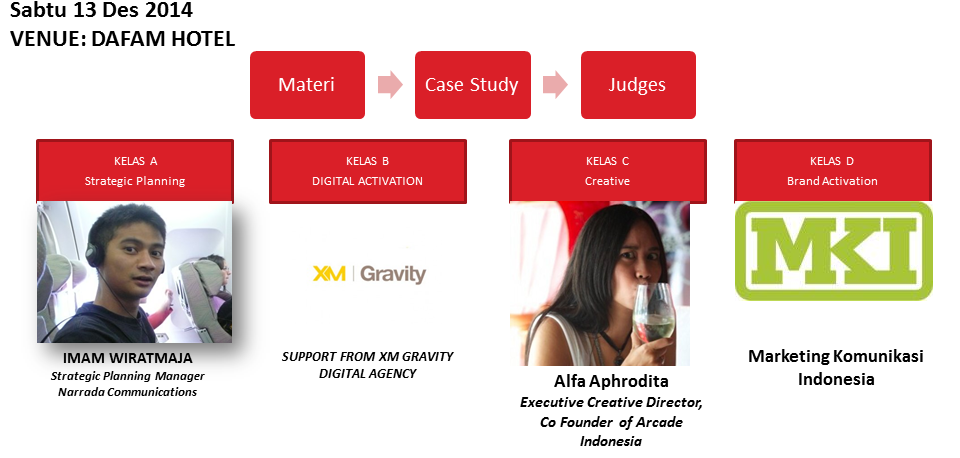 Sabtu 13 Des 2014
VENUE: DAFAM HOTEL
Materi
Case Study
Judges
KELAS A
Strategic Planning
KELAS B
DIGITAL ACTIVATION
KELAS C
Creative
KELAS D
Brand Activation
XM | Gravity
MKI
IMAM WIRATMAJA
Strategic Planning Manager
Narrada Communications
SUPPORT FROM XM GRAVITY
DIGITAL AGENCY
Alfa Aphrodita
Executive Creative Director,
Co Founder of Arcade
Indonesia
Marketing Komunikasi
Indonesia